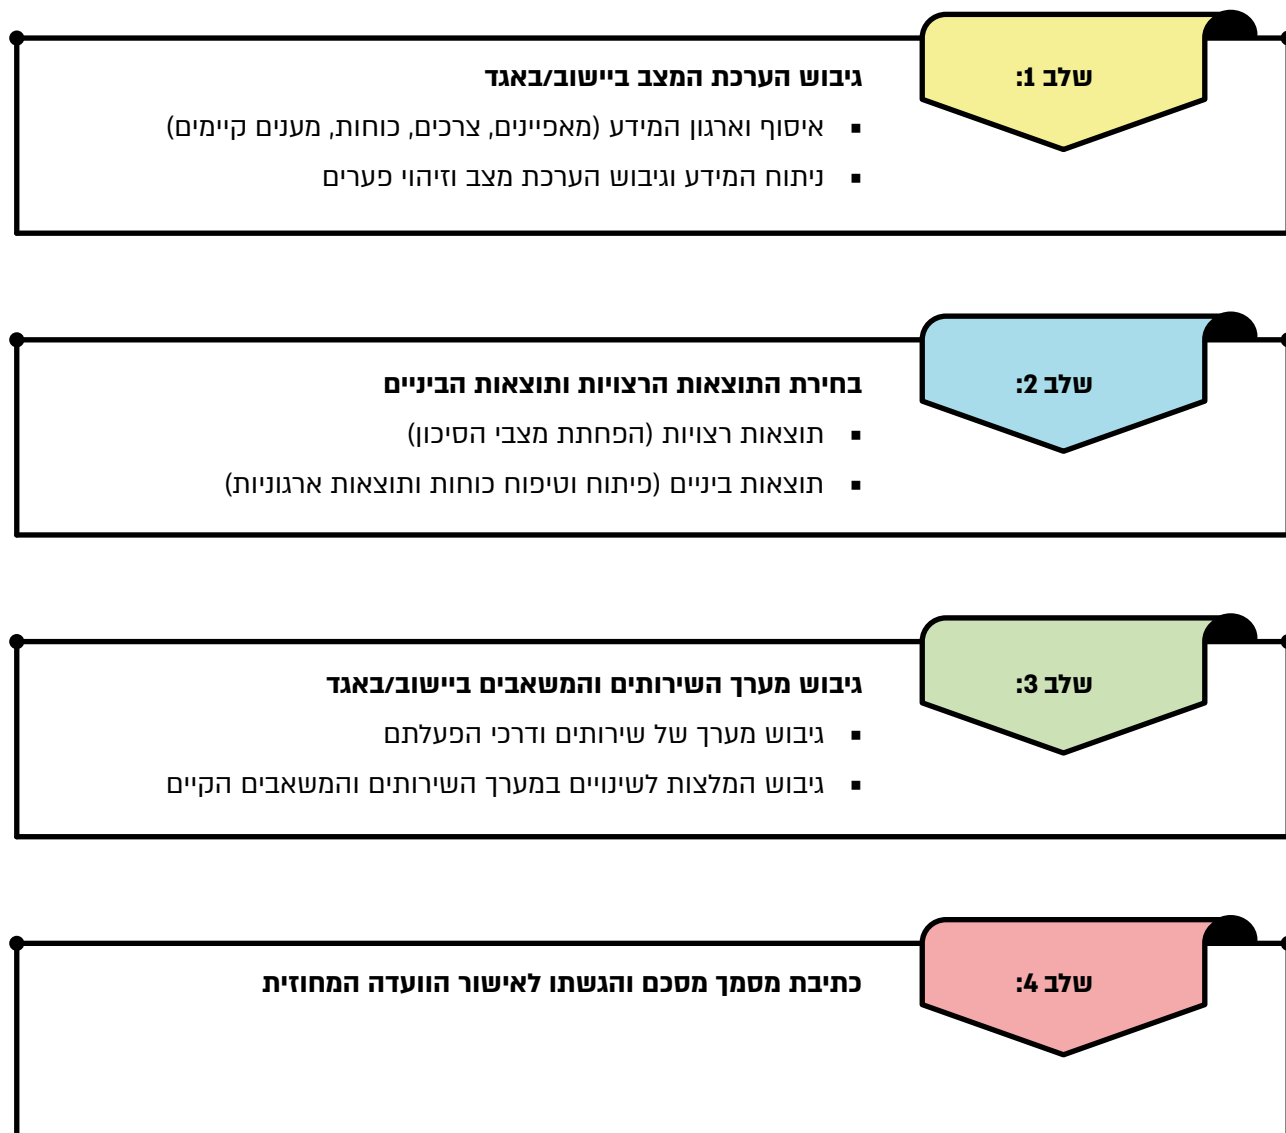 שלב 1:
גיבוש הערכת המצב ביישוב/באגד
▪ איסוף וארגון המידע (מאפיינים, צרכים, כוחות, מענים קיימים)
▪ ניתוח המידע וגיבוש הערכת מצב וזיהוי פערים
שלב 2:
בחירת התוצאות הרצויות ותוצאות הביניים
▪ תוצאות רצויות (הפחתת מצבי הסיכון)
▪ תוצאות ביניים (פיתוח וטיפוח כוחות ותוצאות ארגוניות)
שלב 3:
גיבוש מערך השירותים והמשאבים ביישוב/באגד
▪ גיבוש מערך של שירותים ודרכי הפעלתם
▪ גיבוש המלצות לשינויים במערך השירותים והמשאבים הקיים
שלב 4:
כתיבת מסמך מסכם והגשתו לאישור הוועדה המחוזית